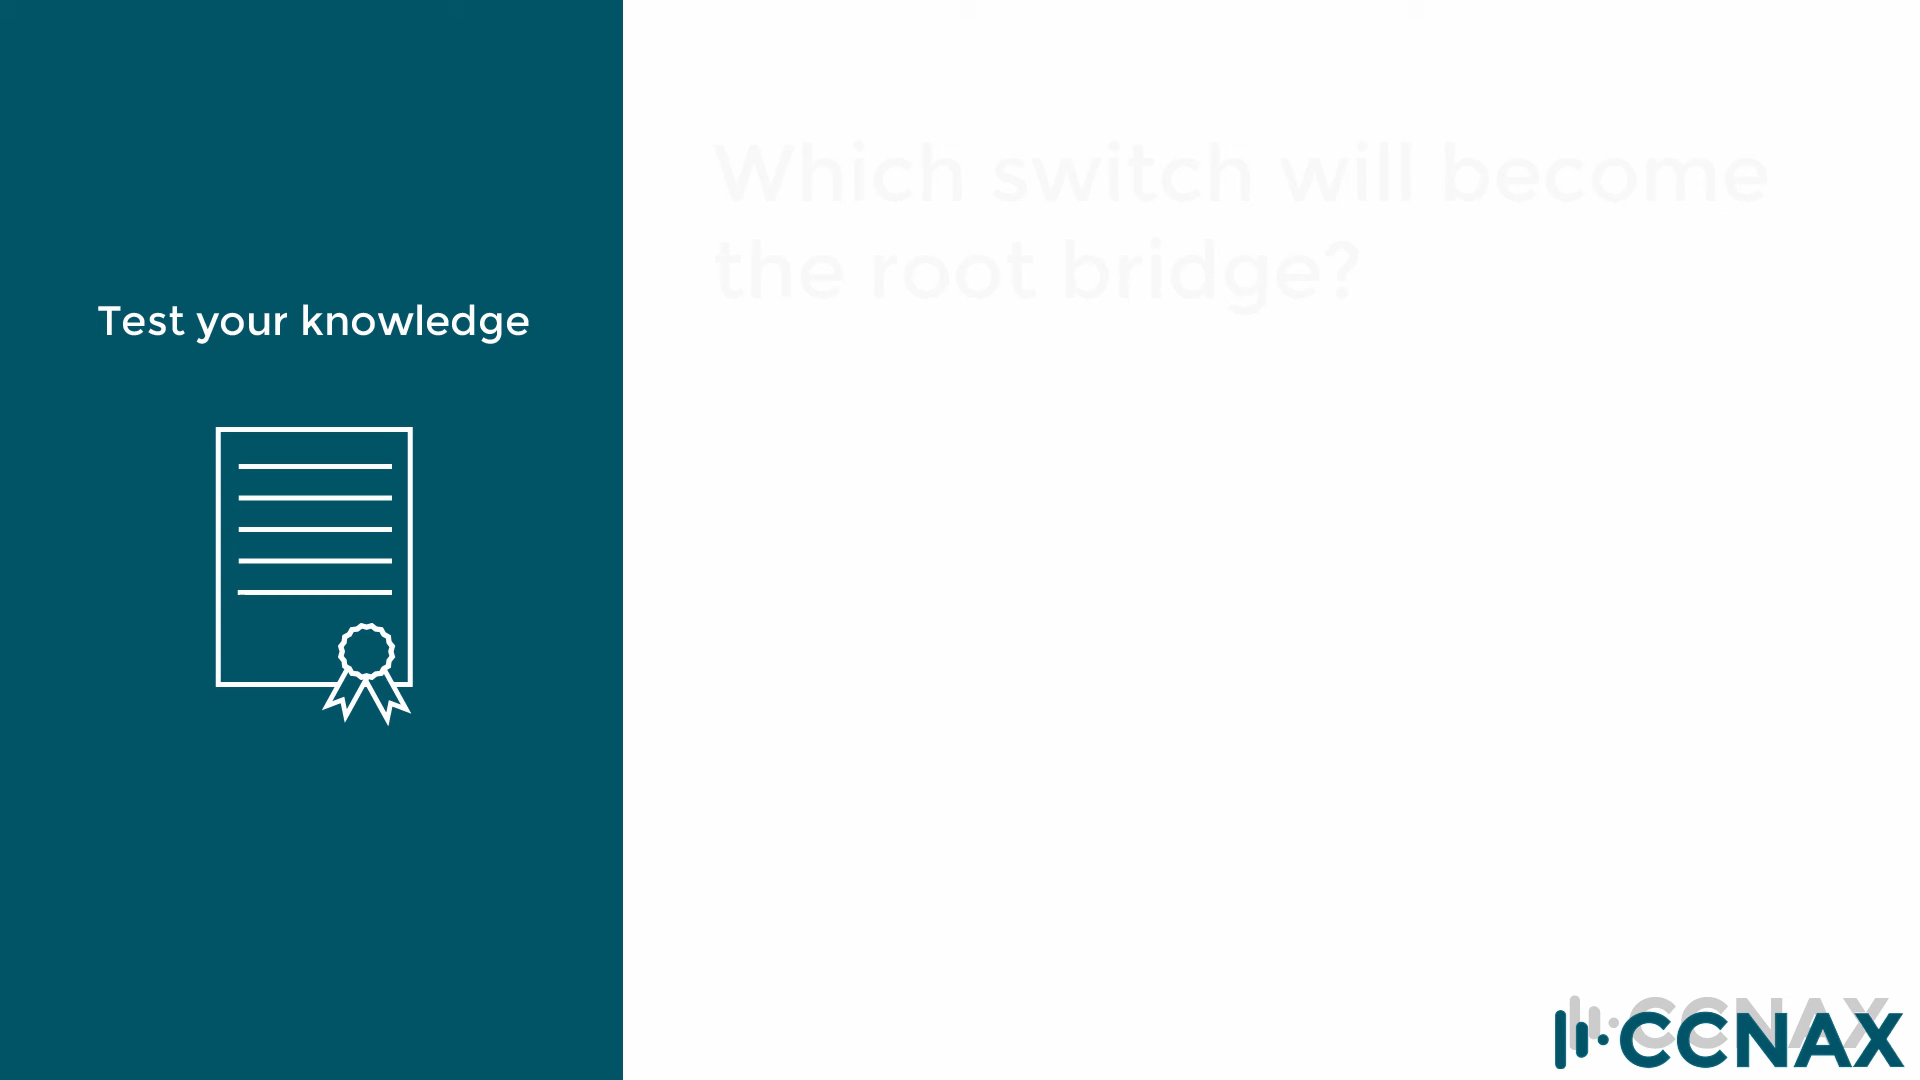 Test your knowledge
Which switch will become
the root bridge?
CCNAX